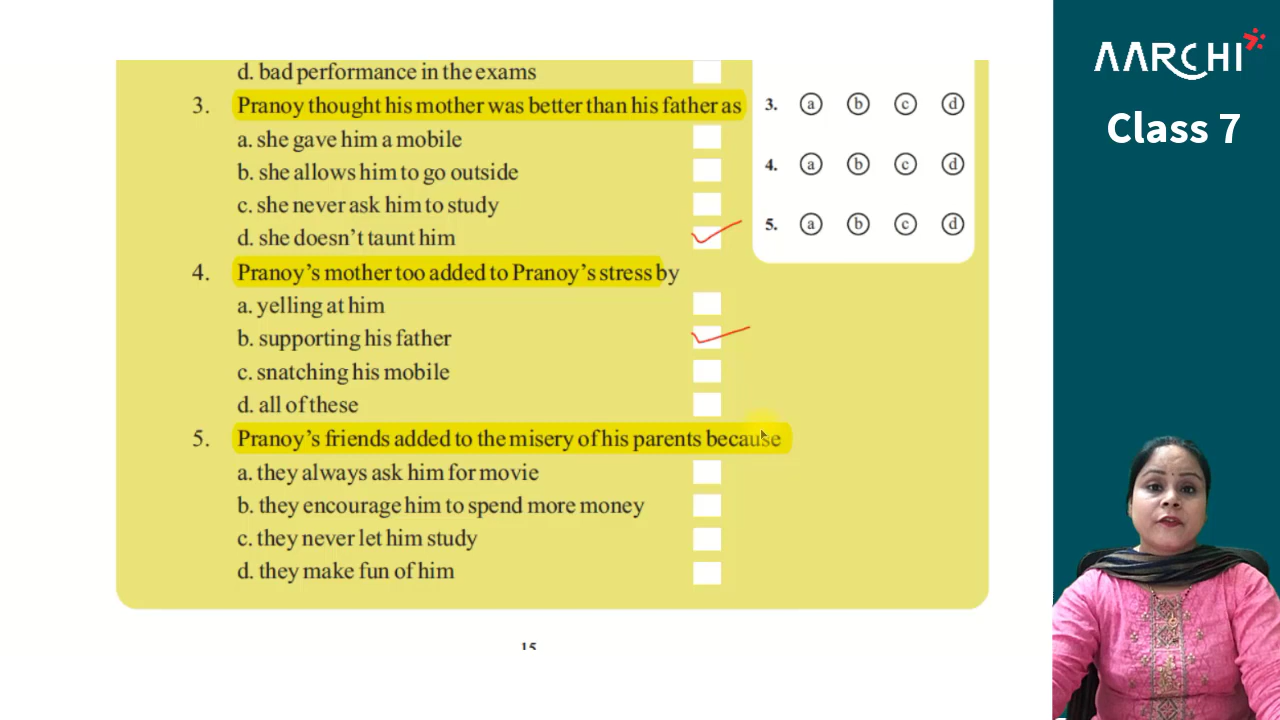 d. bad performance in the exams
3. Pranoy thought his mother was better than his father as
a. she gave him a mobile
b. she allows him to go outside
c. she never ask him to study
d. she doesn't taunt him
4. Pranoy's mother too added to Pranoy's stress by
a. yelling at him
b. supporting his father
c. snatching his mobile
d. all of these
5. Pranoy's friends added to the misery of his parents because
a. they always ask him for movie
b. they encourage him to spend more money
c. they never let him study
d. they make fun of him
15
3. a b c d
4. a b c d
5. a b c d
AARCHI
Class 7